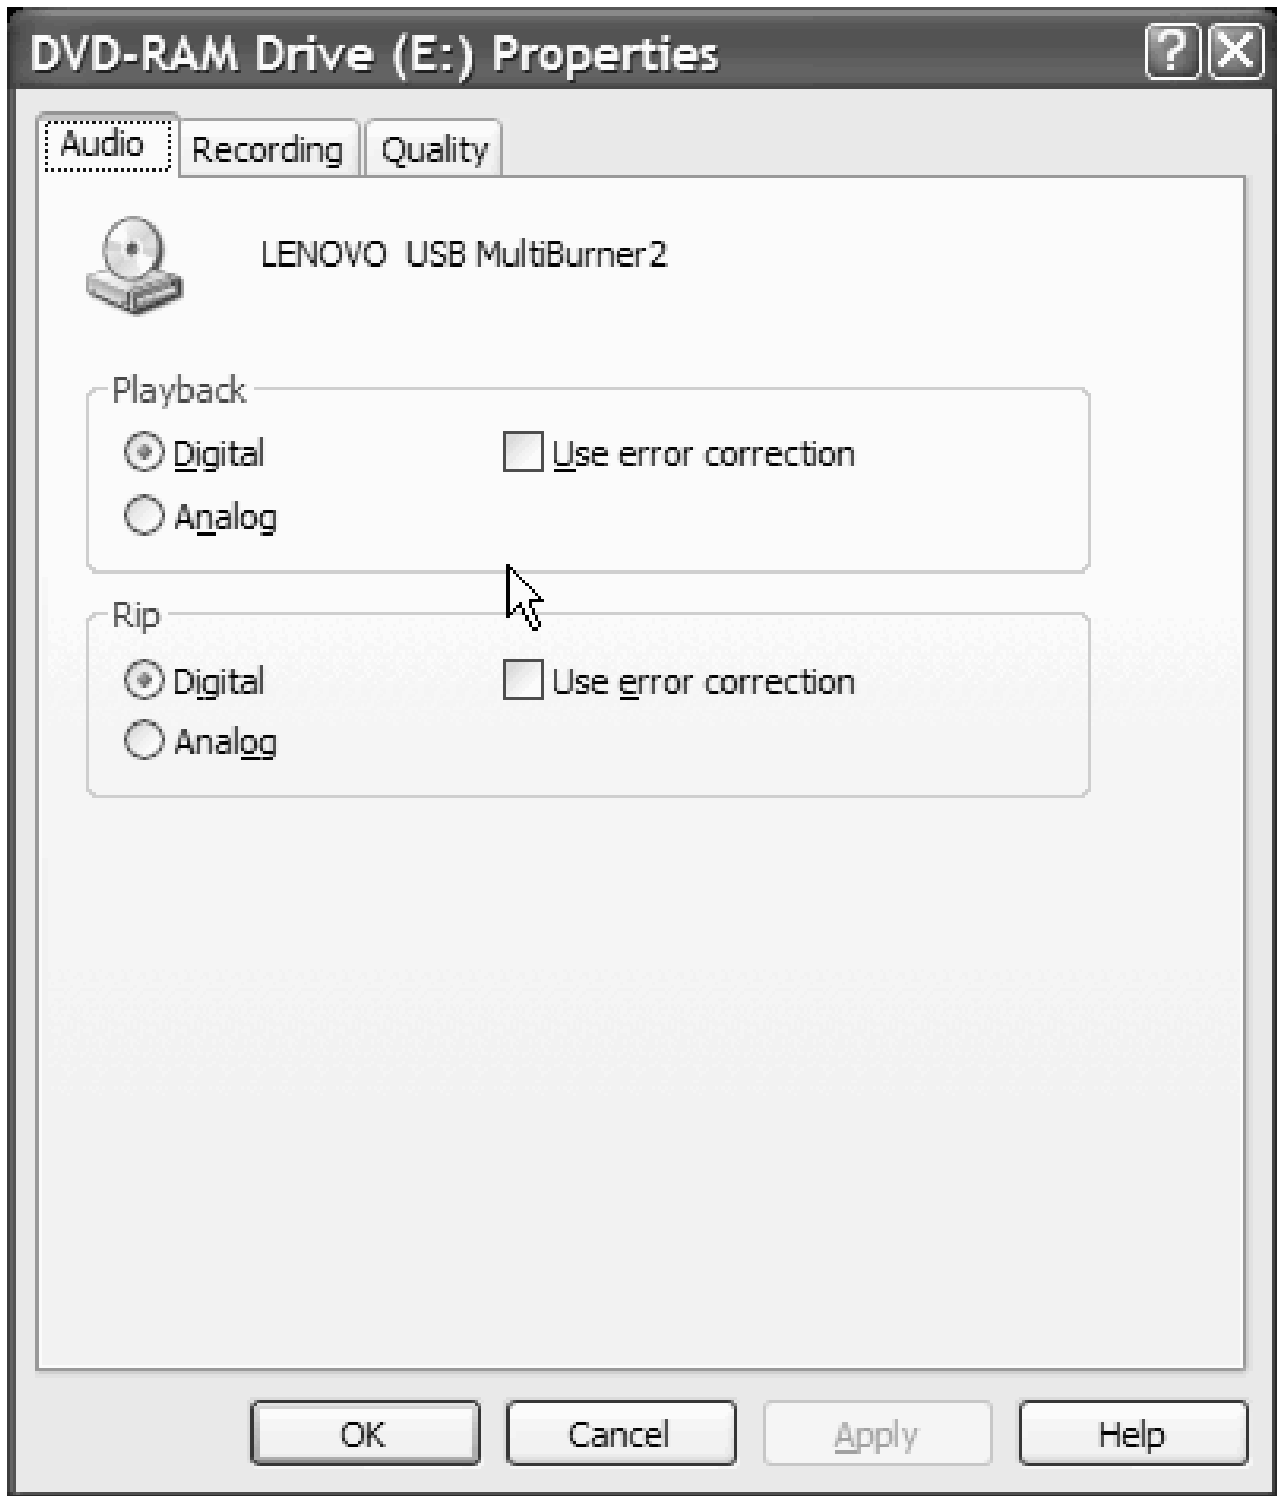 DVD-RAM Drive (E:) Properties
Audio Recording Quality
LENOVO USB MultiBurner2
Playback
Digital Use error correction
Analog
Rip
Digital Use error correction
Analog
OK Cancel Apply Help